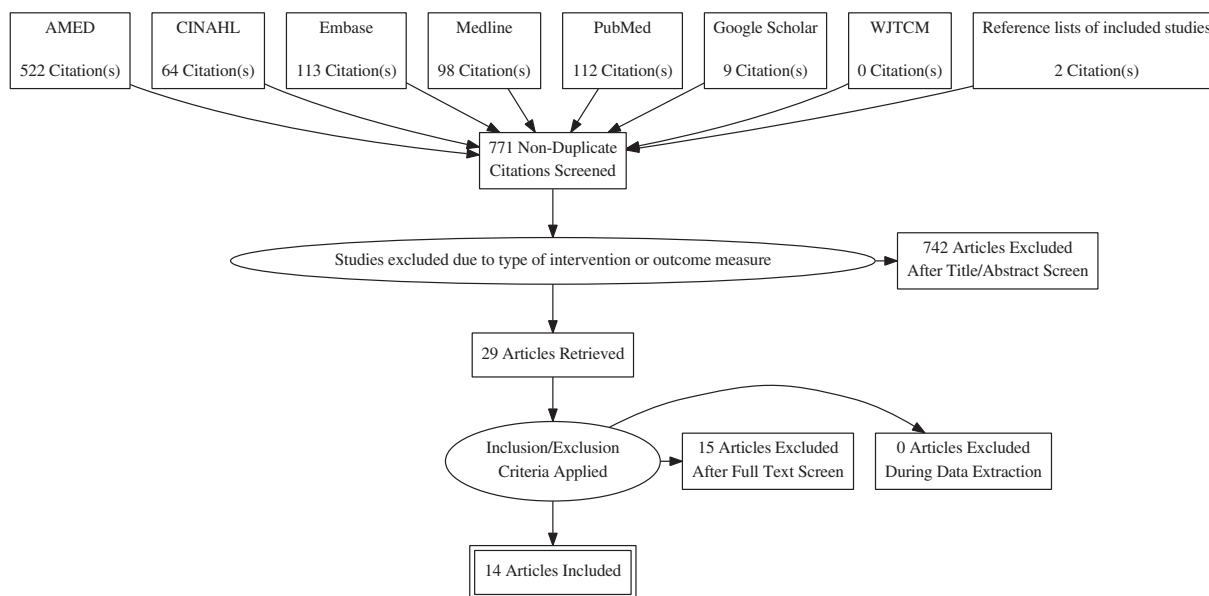 AMED
522 Citation(s)
CINAHL
64 Citation(s)
Embase
113 Citation(s)
Medline
98 Citation(s)
PubMed
112 Citation(s)
Google Scholar
9 Citation(s)
WJTCM
0 Citation(s)
Reference lists of included studies
2 Citation(s)
771 Non-Duplicate
Citations Screened
Studies excluded due to type of intervention or outcome measure
742 Articles Excluded
After Title/Abstract Screen
29 Articles Retrieved
Inclusion/Exclusion
Criteria Applied
15 Articles Excluded
After Full Text Screen
0 Articles Excluded
During Data Extraction
14 Articles Included